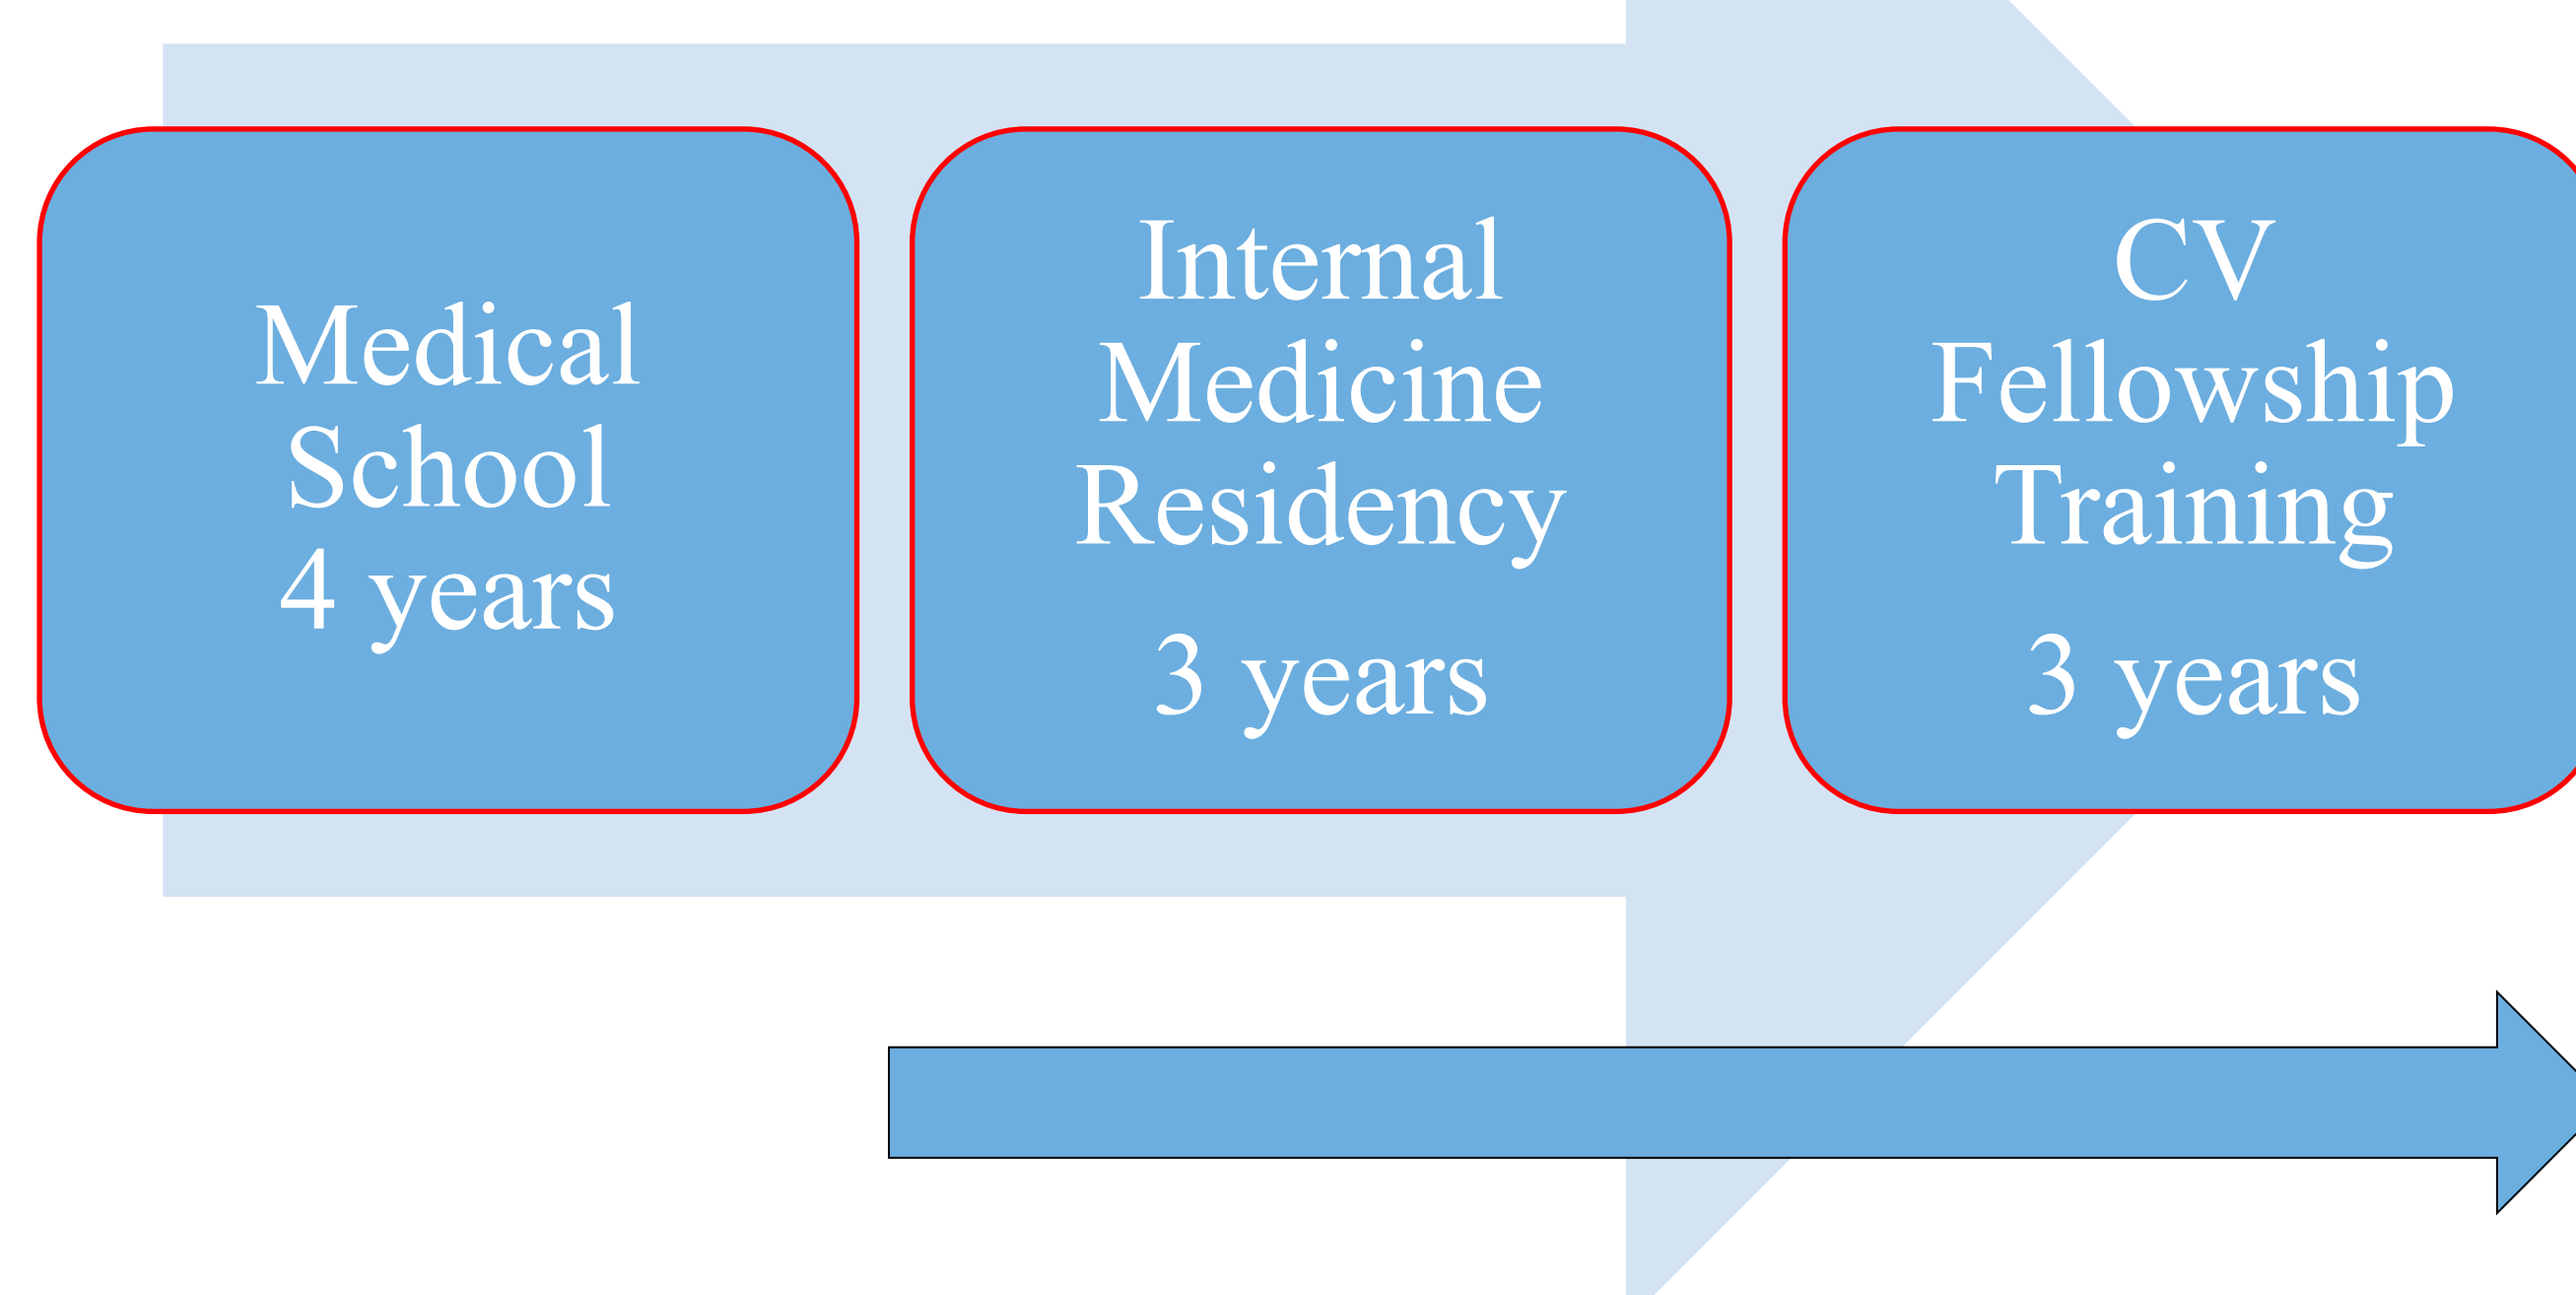 Medical
School
4 years
Internal
Medicine
Residency
3 years
CV
Fellowship
Training
3 years